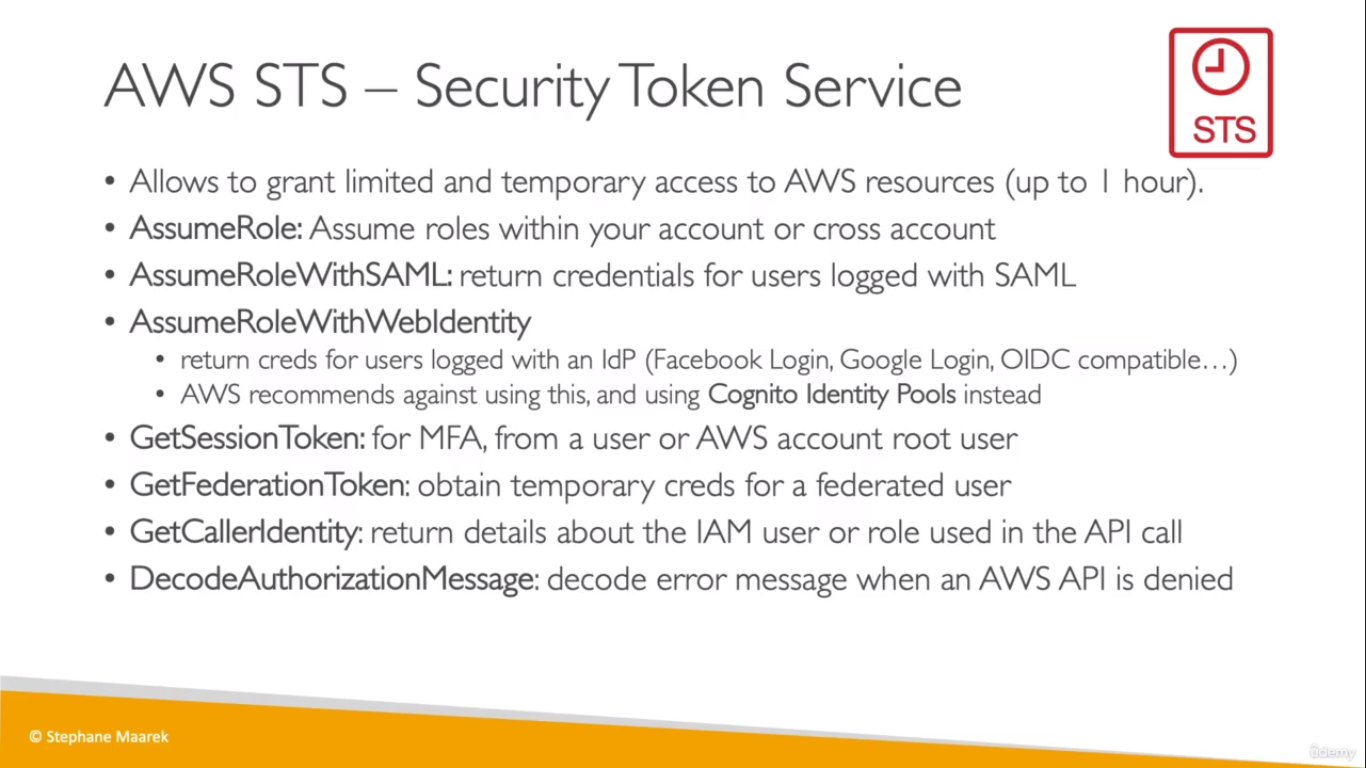 AWS STS – Security Token Service
STS
• Allows to grant limited and temporary access to AWS resources (up to 1 hour).
• AssumeRole: Assume roles within your account or cross account
• AssumeRoleWithSAML: return credentials for users logged with SAML
• AssumeRoleWithWebIdentity
• return creds for users logged with an IdP (Facebook Login, Google Login, OIDC compatible…)
• AWS recommends against using this, and using Cognito Identity Pools instead
• GetSessionToken: for MFA, from a user or AWS account root user
• GetFederationToken: obtain temporary creds for a federated user
• GetCallerIdentity: return details about the IAM user or role used in the API call
• DecodeAuthorizationMessage: decode error message when an AWS API is denied
© Stephane Maarek
ûdemy